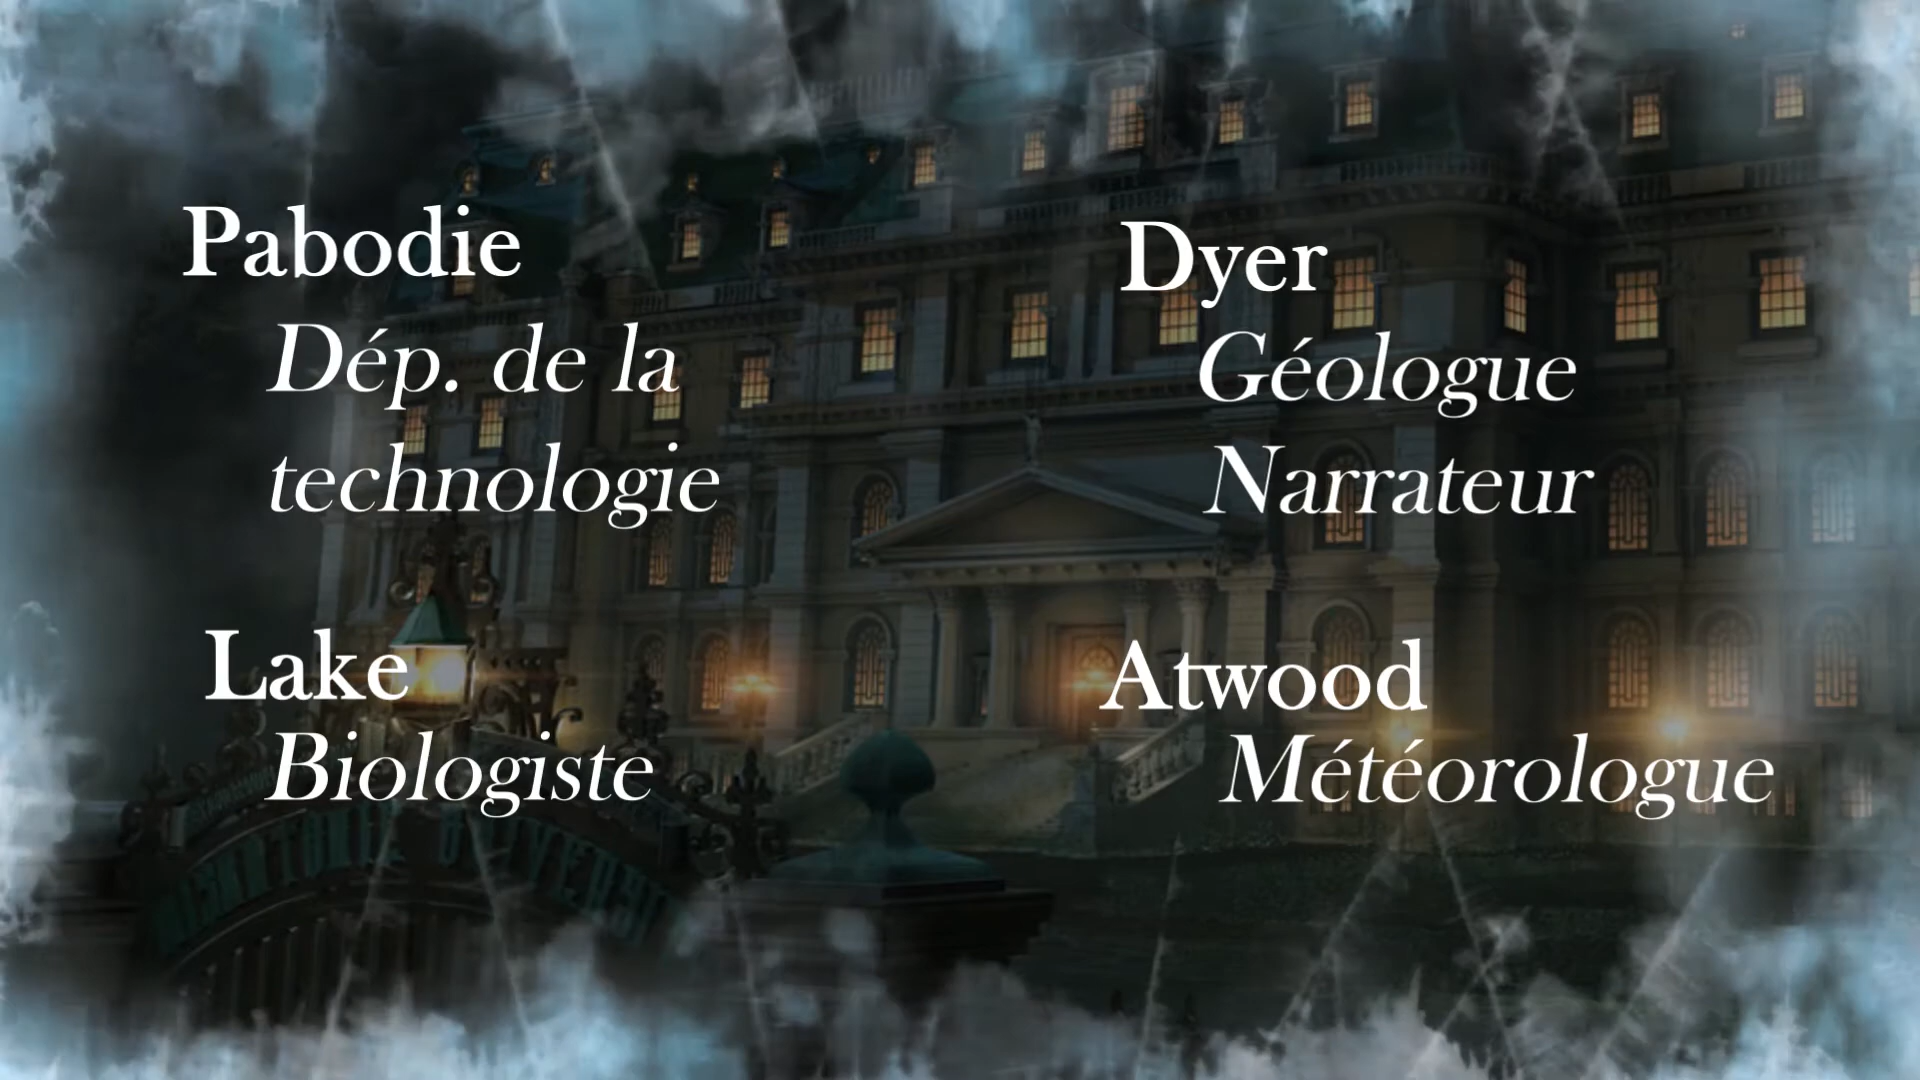 Pabodie
Dép. de la
technologie
Dyer
Géologue
Narrateur
Lake
Biologiste
Atwood
Météorologue